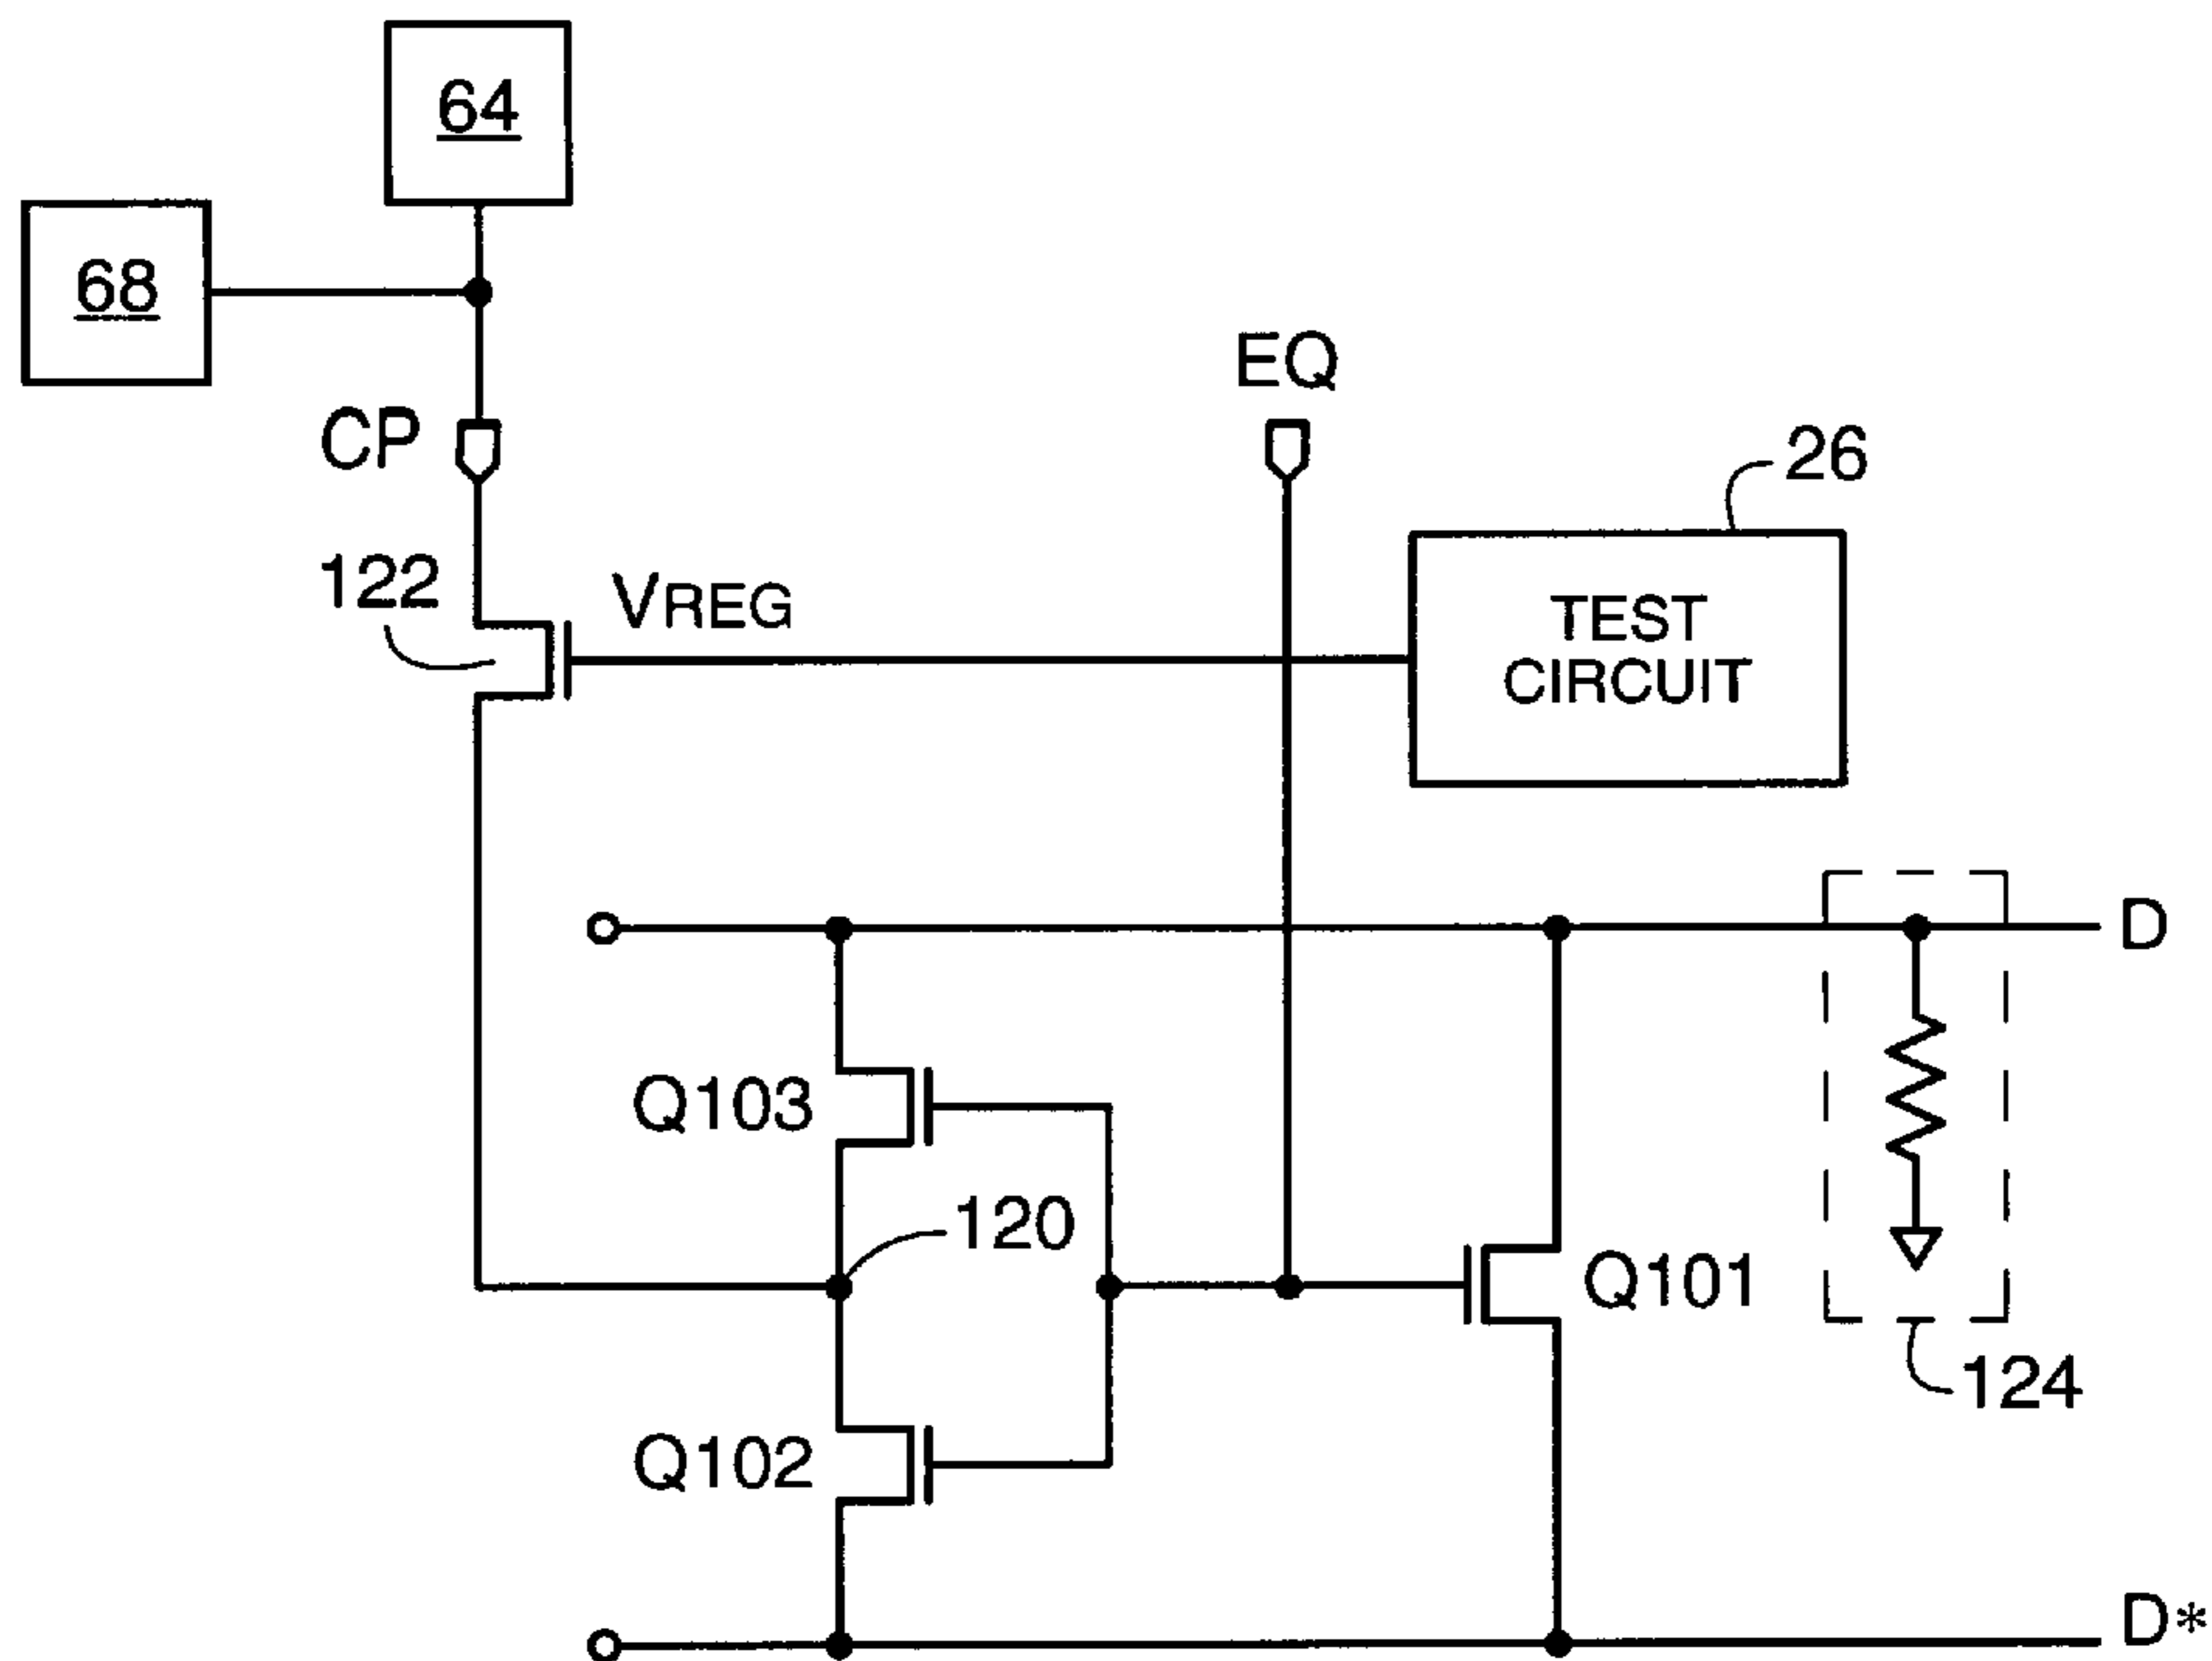 64
68
CP
EQ
26
122
VREG
TEST
CIRCUIT
D
Q103
120
Q101
124
Q102
D*